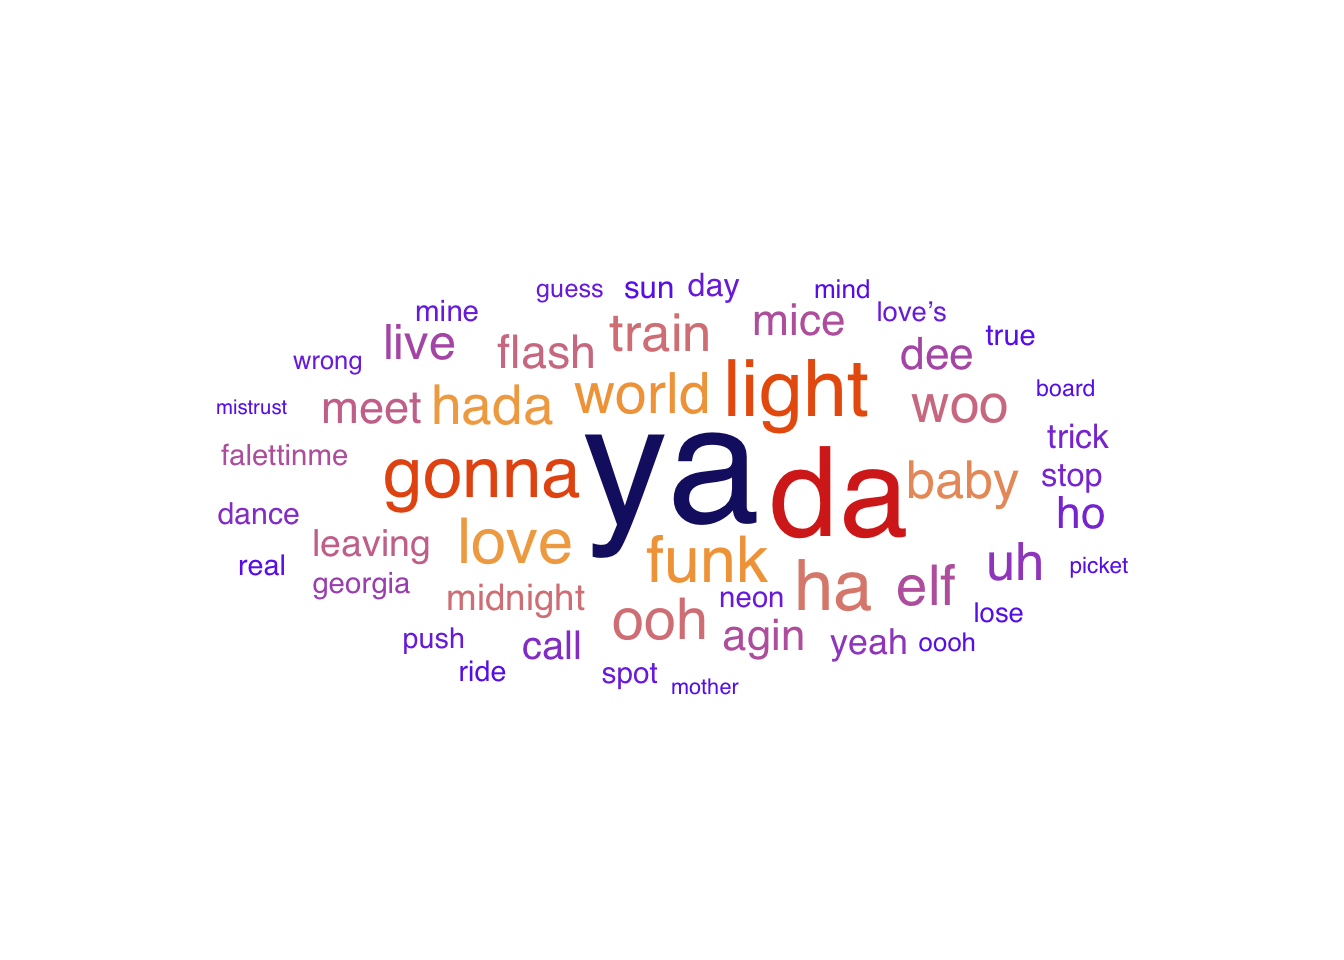 guess sun day mind
mine mice love’s
live flash train dee true
wrong world light board
mistrust meet hada woo
falettinme gonna ya da baby trick
stop
dance leaving love funk ho
real georgia midnight neon ha elf uh picket
push call ooh agin yeah oooh lose
ride spot mother